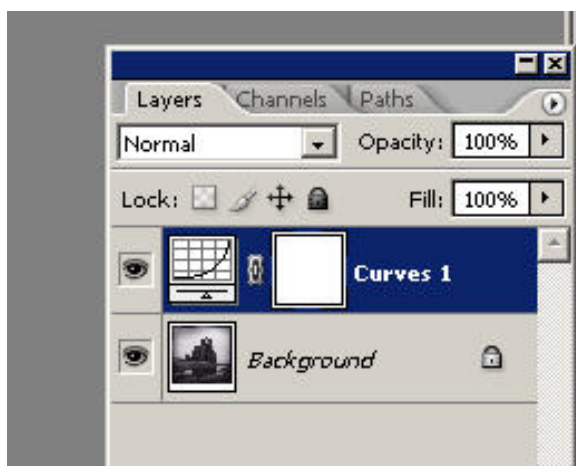 Layers Channels Paths
Normal Opacity: 100%
Lock: Fill: 100%
Curves 1
Background